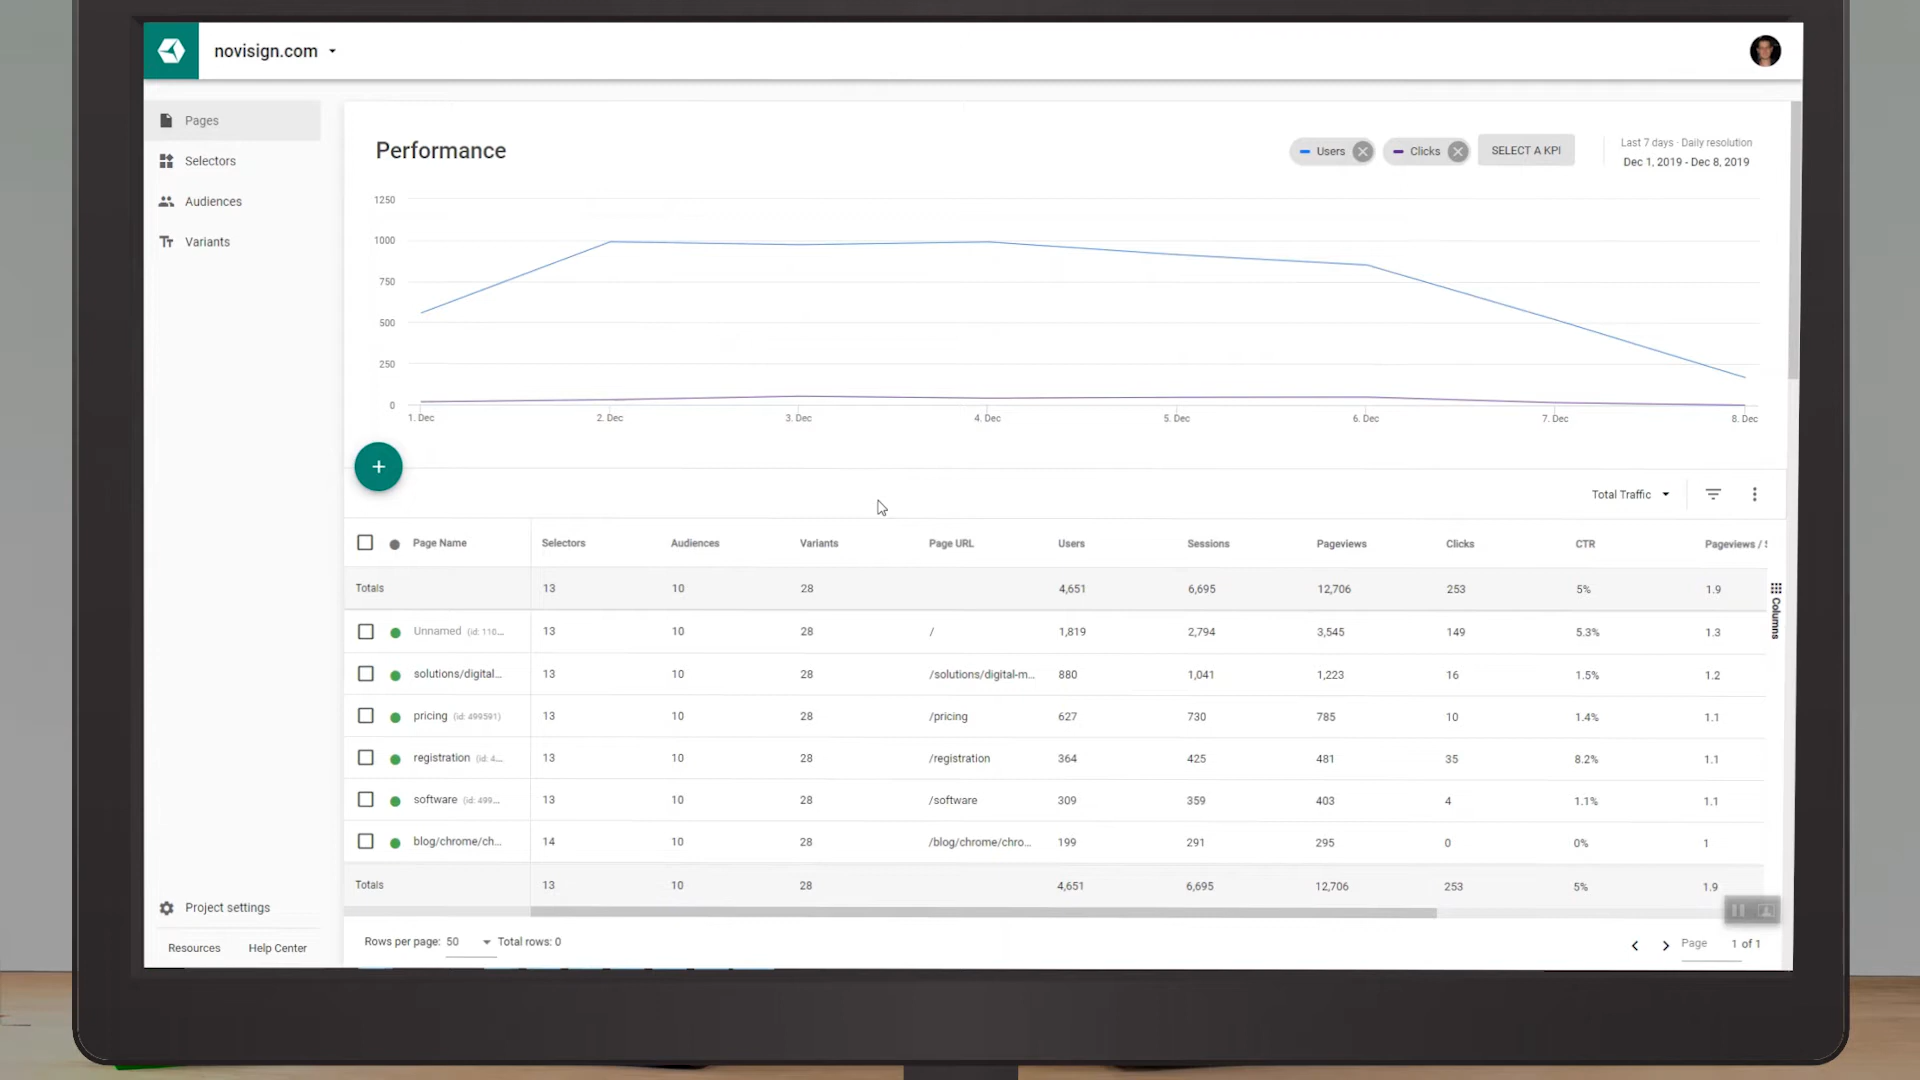 novisign.com
Pages
Selectors
Audiences
Variants
Performance
Users
Clicks
SELECT A KPI
Last 7 days · Daily resolution
Dec 1, 2019 - Dec 8, 2019
1250
1000
750
500
250
0
1. Dec 2. Dec 3. Dec 4. Dec 5. Dec 6. Dec 7. Dec 8. Dec
+
Total Traffic
Page Name Selectors Audiences Variants Page URL Users Sessions Pageviews Clicks CTR Pageviews /
Totals 13 10 28 4,651 6,695 12,706 253 5% 1.9
Unnamed (id: 110... 13 10 28 / 1,819 2,794 3,545 149 5.3% 1.3
solutions/digital... 13 10 28 /solutions/digital-m... 880 1,041 1,223 16 1.5% 1.2
pricing (id: 499591) 13 10 28 /pricing 627 730 785 10 1.4% 1.1
registration (id: 4... 13 10 28 /registration 364 425 481 35 8.2% 1.1
software (id: 499... 13 10 28 /software 309 359 403 4 1.1% 1.1
blog/chrome/ch... 14 10 28 /blog/chrome/chro... 199 291 295 0 0% 1
Totals 13 10 28 4,651 6,695 12,706 253 5% 1.9
Columns
Rows per page: 50 Total rows: 0
Page 1 of 1
Project settings
Resources Help Center